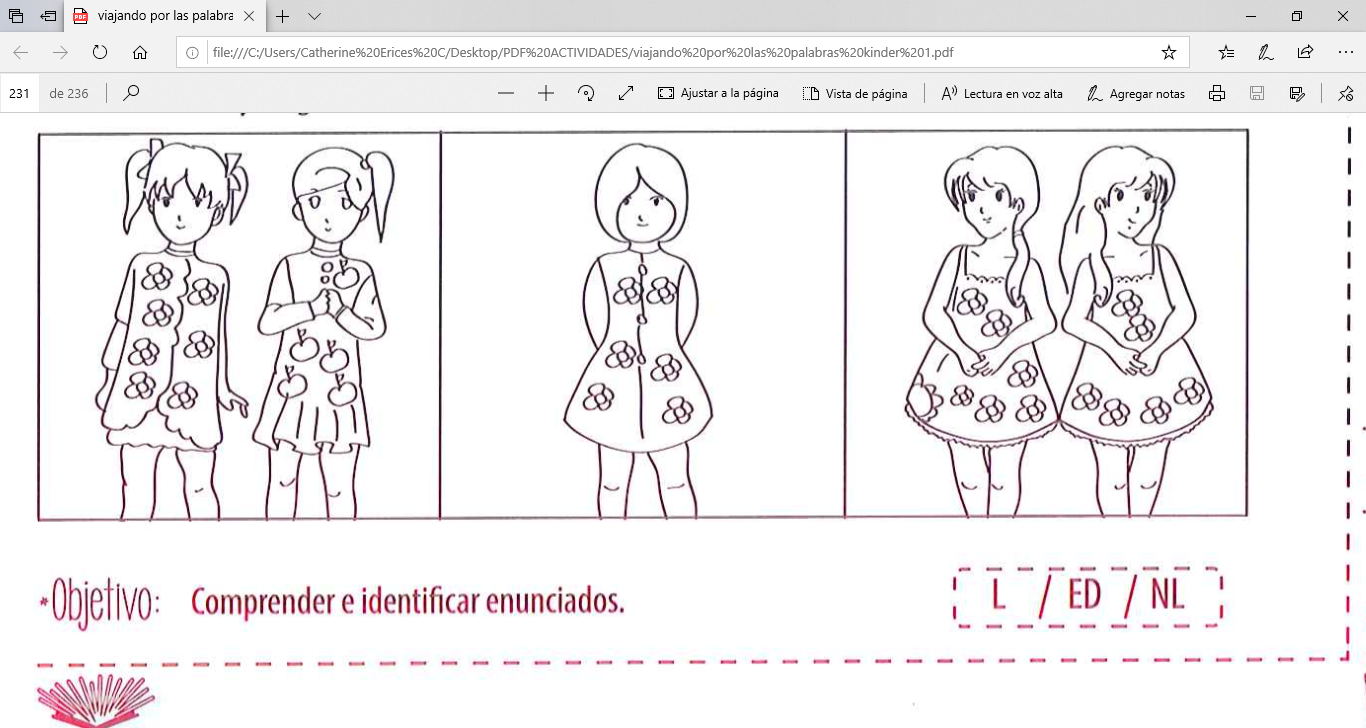 viajando por las palabra
file:///C:/Users/Catherine%20Erices%20C/Desktop/PDF%20ACTIVIDADES/viajando%20por%20las%20palabras%20kinder%201.pdf
231 de 236 Ajustar a la página Vista de página Lectura en voz alta Agregar notas
*Objetivo: Comprender e identificar enunciados.
L / ED / NL